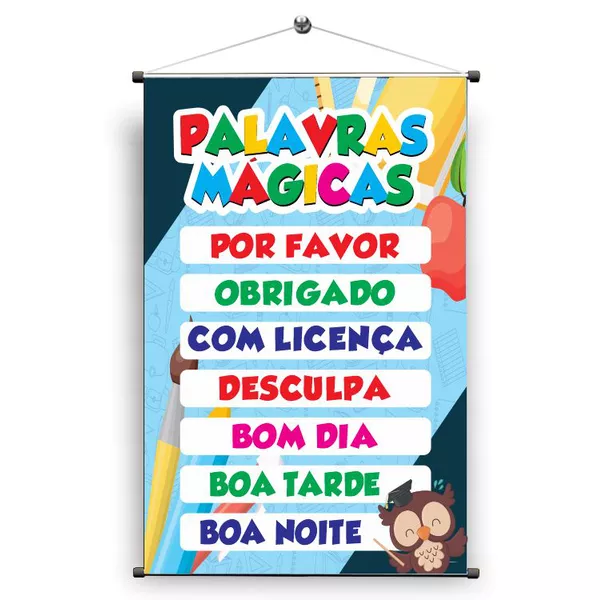 PALAVRAS
MÁGICAS
POR FAVOR
OBRIGADO
COM LICENÇA
DESCULPA
BOM DIA
BOA TARDE
BOA NOITE